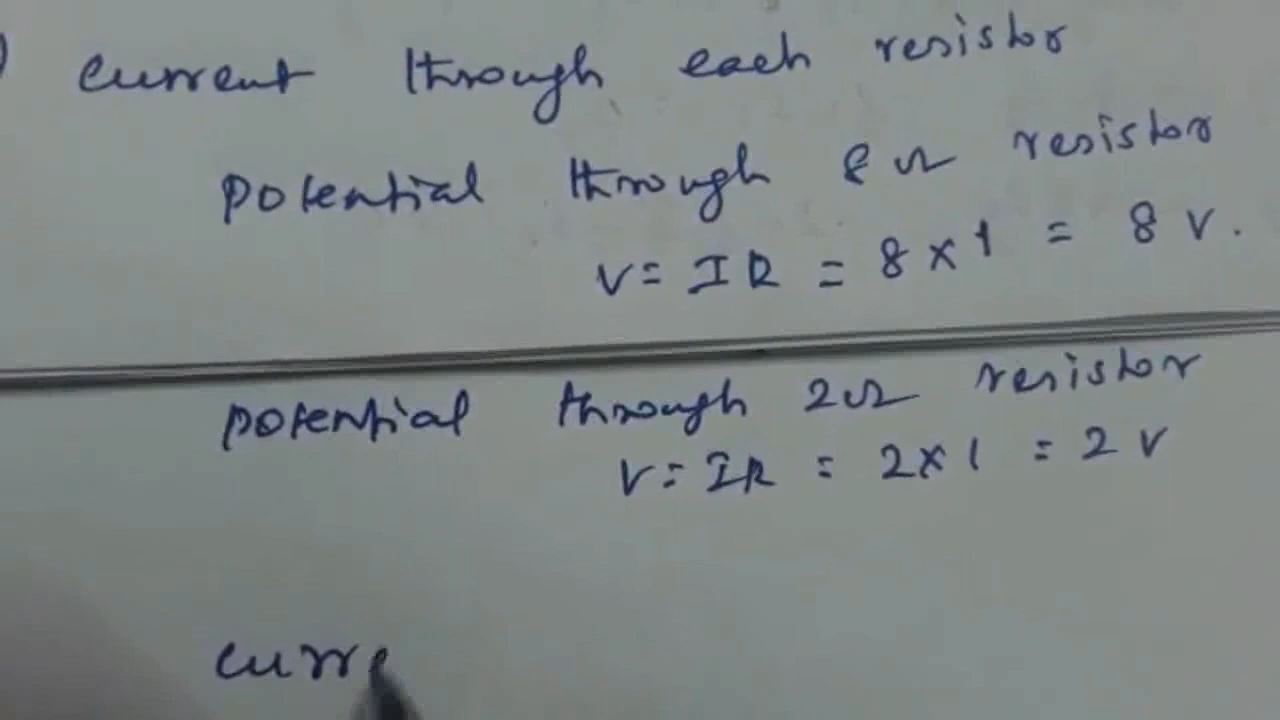 ) current through each resistor
potential through 8 Ω resistor
V = IR = 8 × 1 = 8 V.
potential through 2Ω resistor
V = IR = 2×1 = 2 V
curre